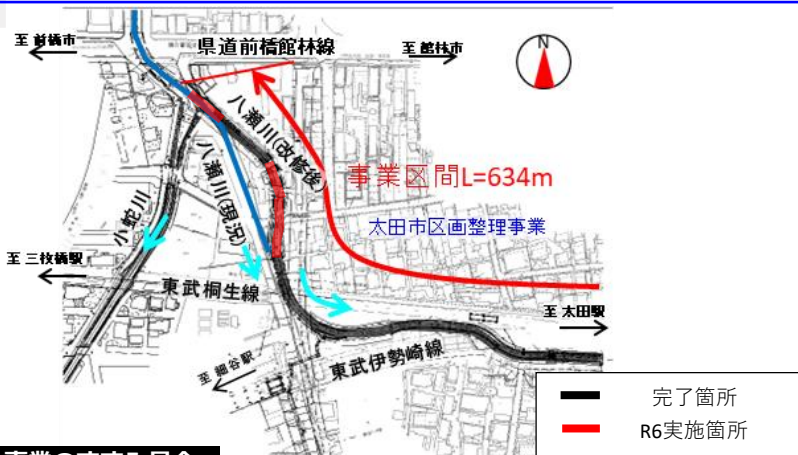 至 前橋市
県道前橋館林線
至 館林市
N
八瀬川(改修後)
事業区間L=634m
八瀬川(現況)
太田市区画整理事業
小蛇川
至 三枚橋駅
東武桐生線
至 太田駅
至 細谷駅
東武伊勢崎線
完了箇所
R6実施箇所